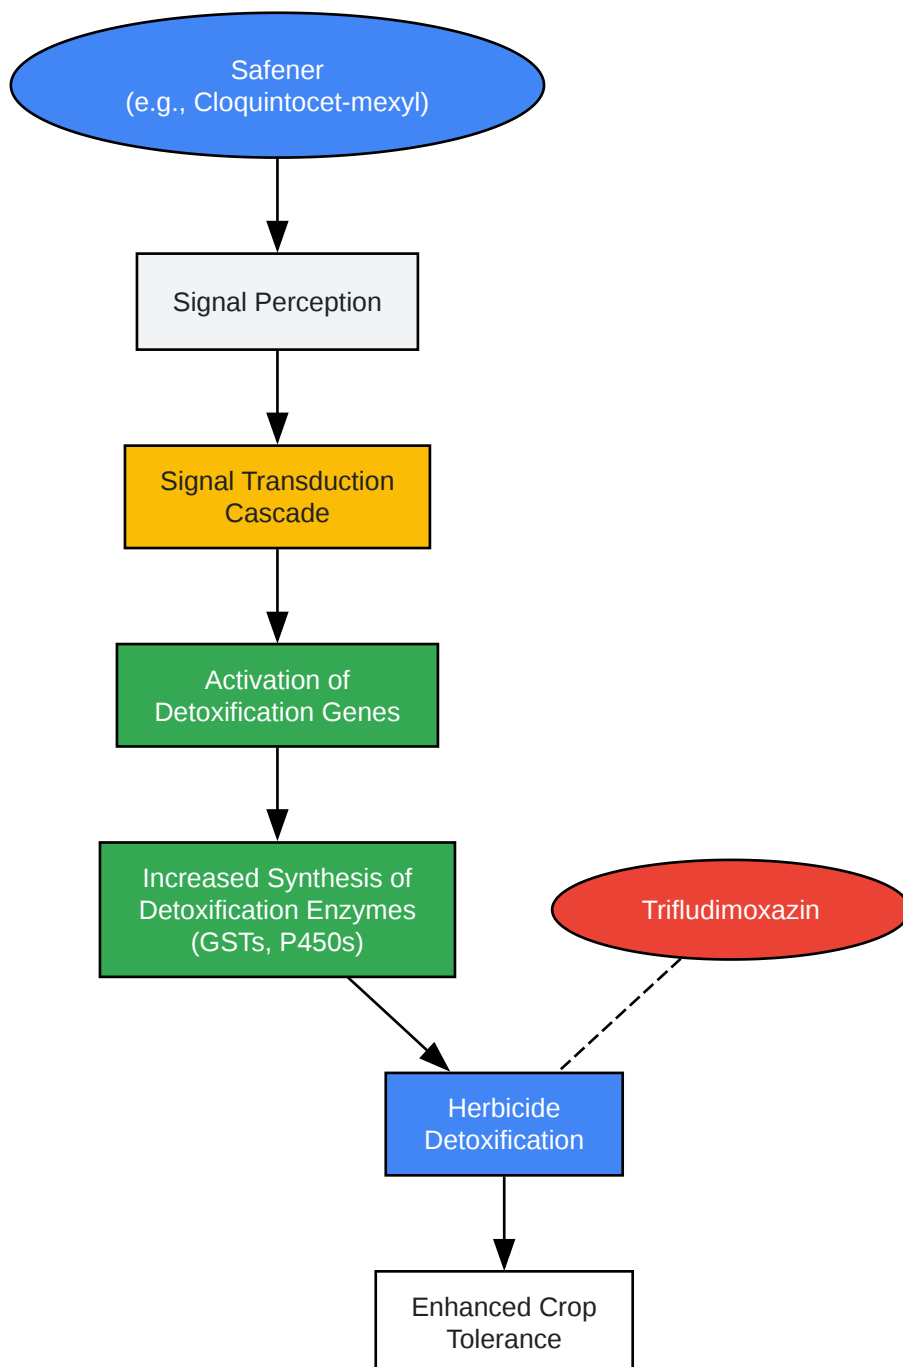 Safener
(e.g., Cloquintocet-mexyl)
Signal Perception
Signal Transduction
Cascade
Activation of
Detoxification Genes
Increased Synthesis of
Detoxification Enzymes
(GSTs, P450s)
Trifludimoxazin
Herbicide
Detoxification
Enhanced Crop
Tolerance